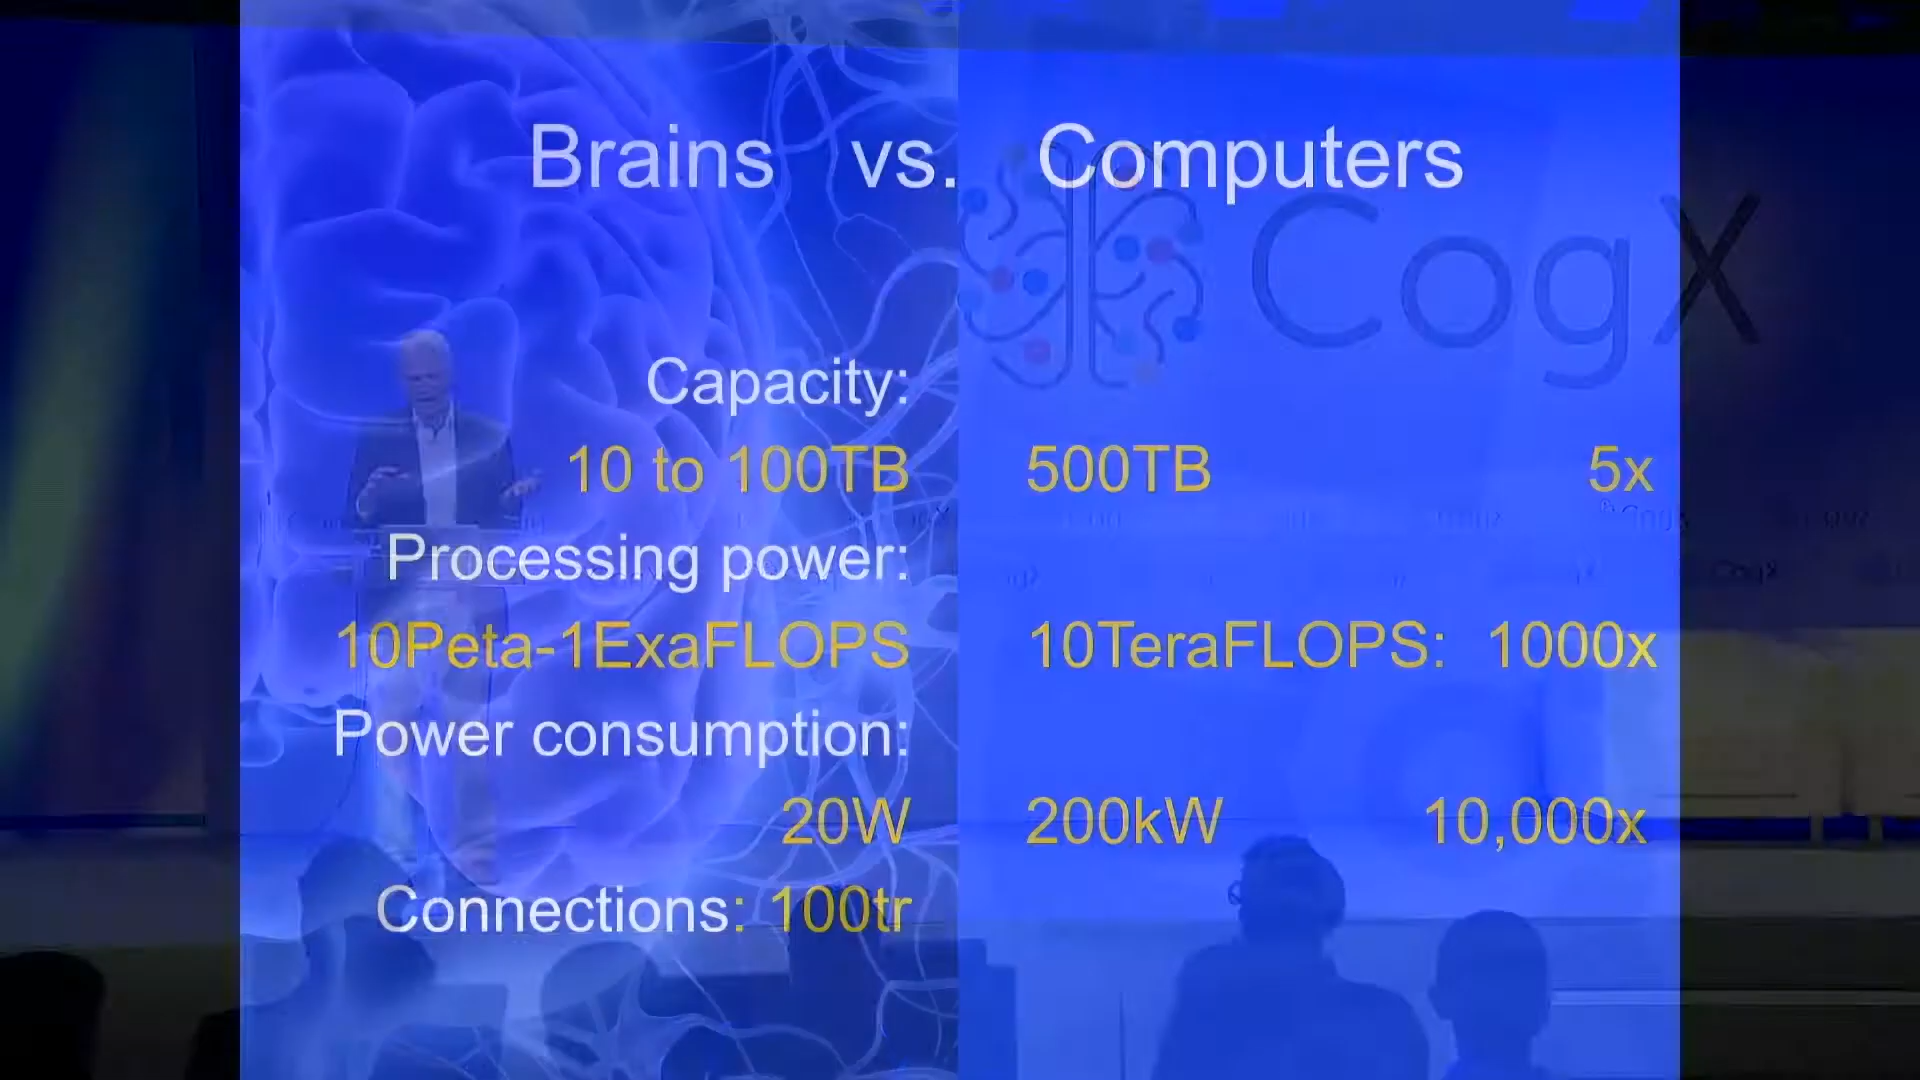 Brains vs. Computers
CogX
Capacity:
10 to 100TB 500TB 5x
Processing power:
10Peta-1ExaFLOPS 10TeraFLOPS: 1000x
Power consumption:
20W 200kW 10,000x
Connections: 100tr